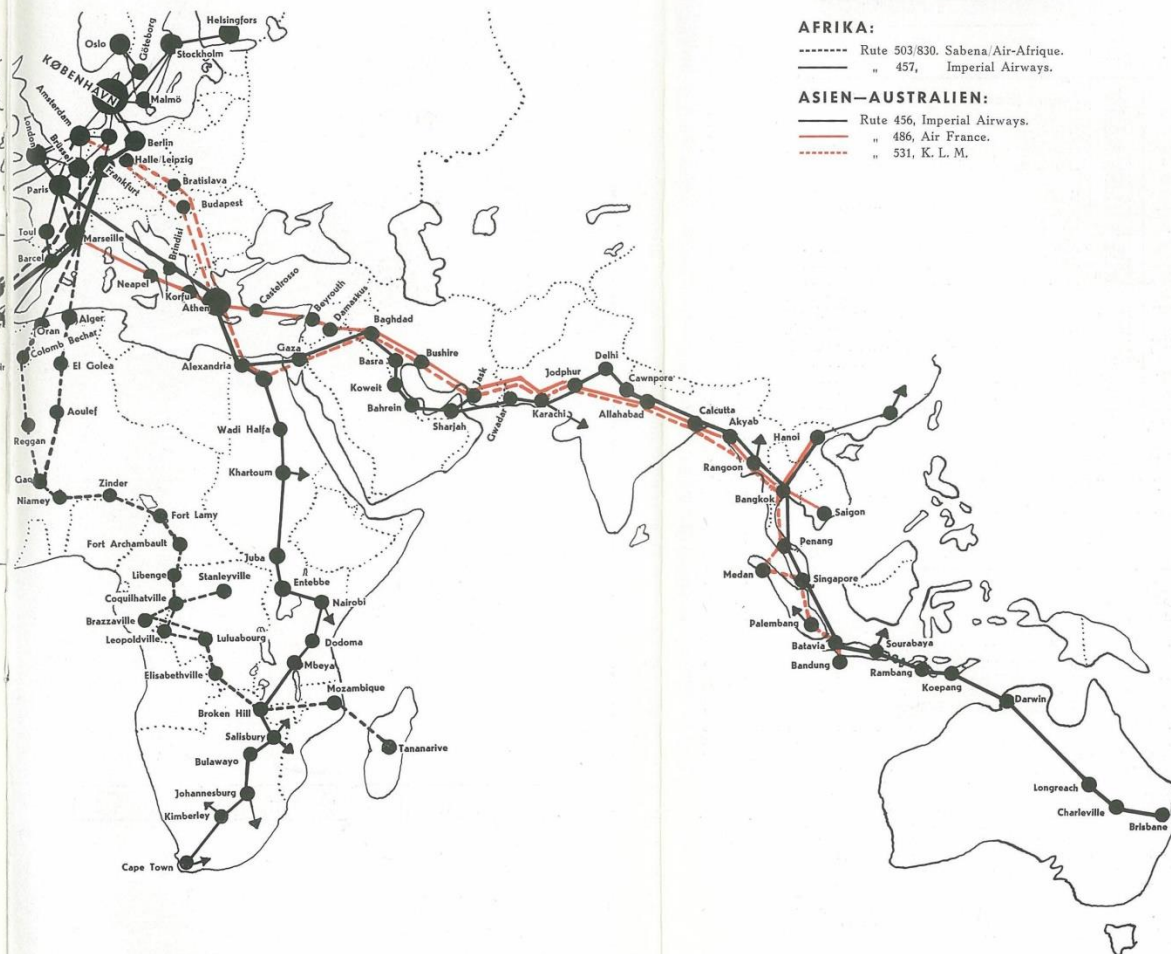 AFRIKA:
Rute 503/830. Sabena/Air-Afrique.
„ 457, Imperial Airways.
ASIEN—AUSTRALIEN:
Rute 456, Imperial Airways.
„ 486, Air France.
„ 531, K. L. M.
Helsingfors
Oslo
Göteborg
Stockholm
KØBENHAVN
Malmö
Amsterdam
London
Brüssel
Berlin
Halle/Leipzig
Frankfurt
Paris
Bratislava
Budapest
Toul
Marseille
Barcel
Brindisi
Neapel
Korfu
Athen
Castelrosso
Beyrouth
Damaskus
Baghdad
Alger
Oran
Colomb Bechar
El Golea
Alexandria
Gaza
Basra
Bushire
Koweit
Bahrein
Sharjah
Jask
Gwadar
Karachi
Jodphur
Delhi
Cawnpore
Allahabad
Calcutta
Akyab
Rangoon
Hanoi
Bangkok
Saigon
Aoulef
Reggan
Wadi Halfa
Khartoum
Gao
Niamey
Zinder
Fort Lamy
Fort Archambault
Juba
Libenge
Stanleyville
Entebbe
Coquilhatville
Nairobi
Brazzaville
Leopoldville
Luluabourg
Dodoma
Elisabethville
Mbeya
Mozambique
Broken Hill
Salisbury
Tananarive
Bulawayo
Johannesburg
Kimberley
Cape Town
Penang
Medan
Singapore
Palembang
Batavia
Sourabaya
Bandung
Rambang
Koepang
Darwin
Longreach
Charleville
Brisbane